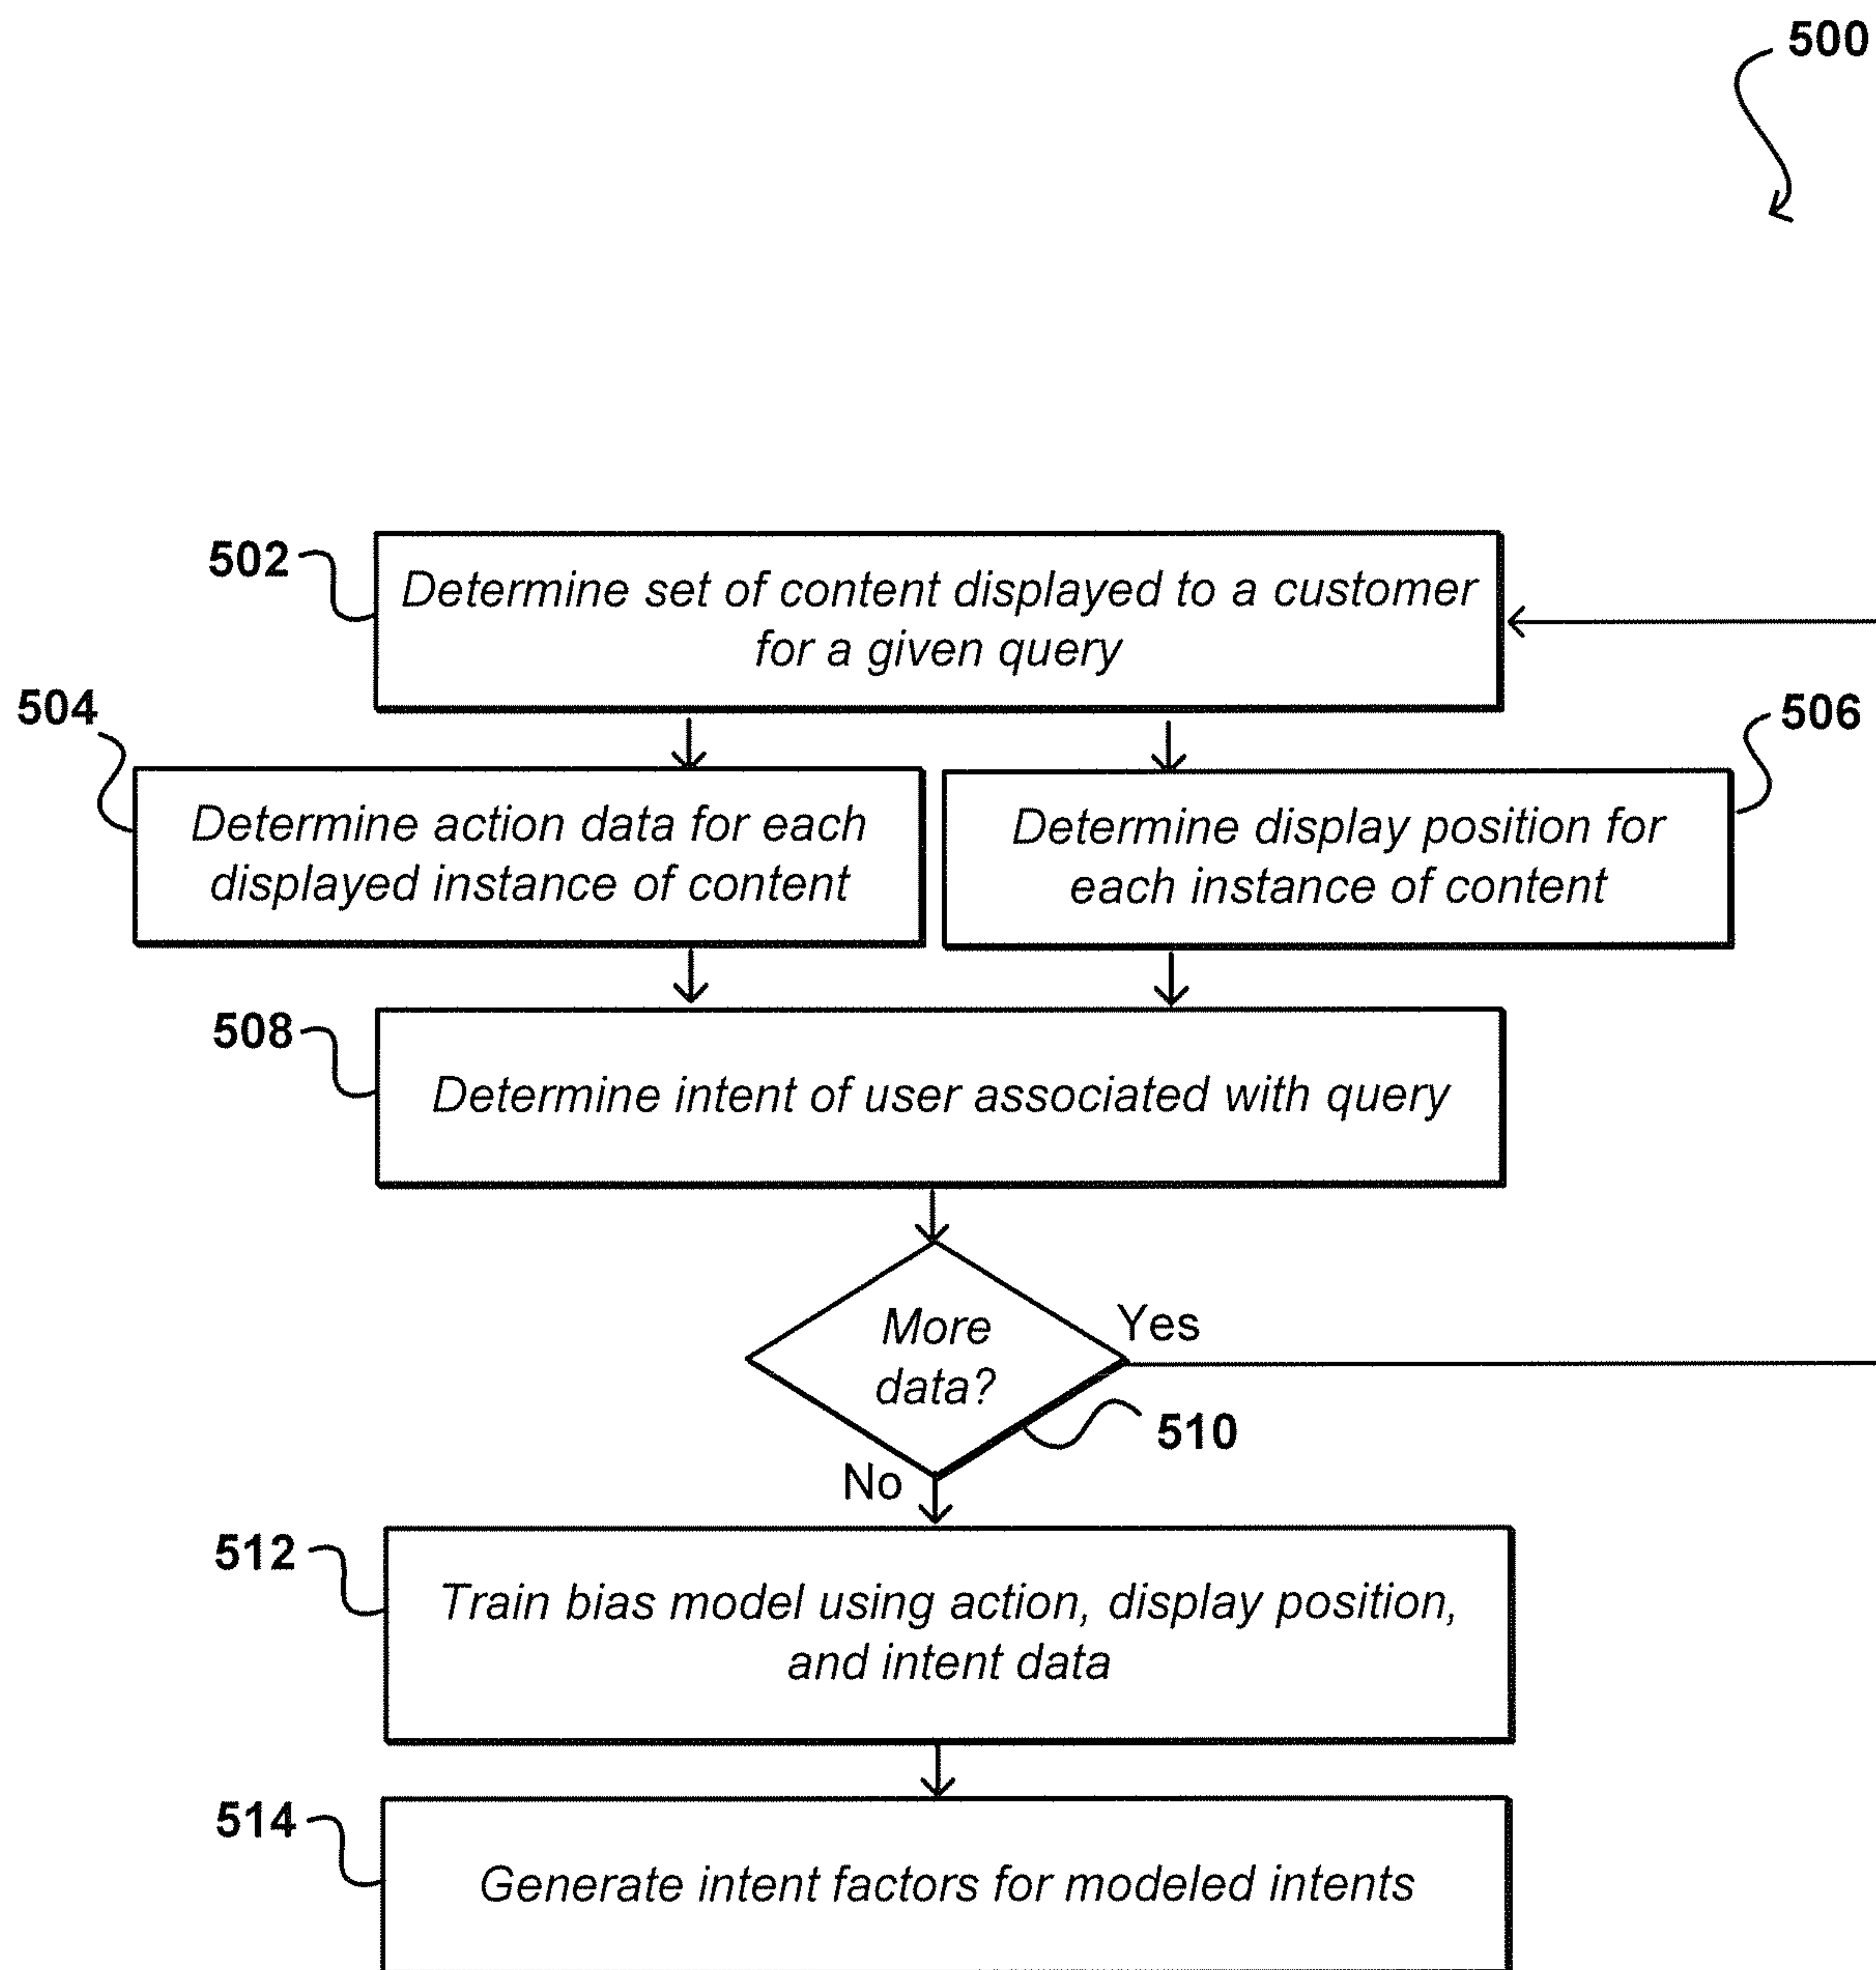 500
502
Determine set of content displayed to a customer
for a given query
504
506
Determine action data for each
displayed instance of content
Determine display position for
each instance of content
508
Determine intent of user associated with query
More
data?
Yes
510
No
512
Train bias model using action, display position,
and intent data
514
Generate intent factors for modeled intents